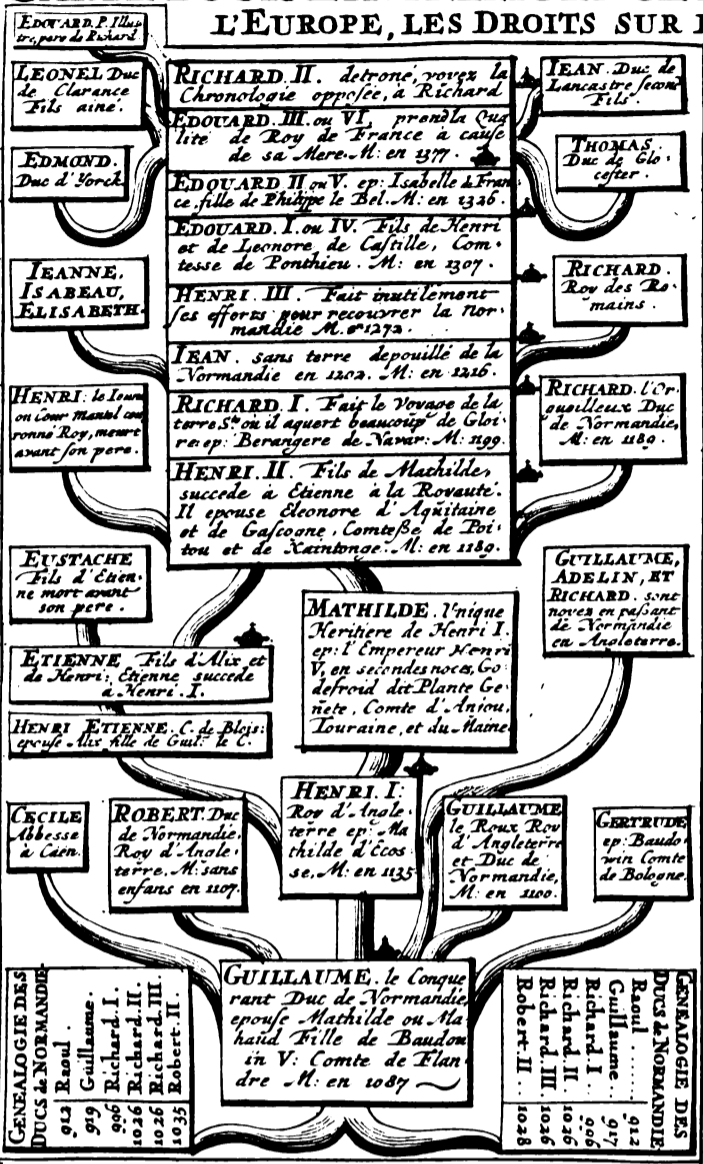 L'EUROPE, LES DROITS SUR
EDOUARD. P. Illus
tre, pere de Richard
LEONEL Duc
de Clarance
Fils ainé.
EDMOND.
Duc d'Yorck
RICHARD. II. detroné, voyez la
Chronologie opposée, à Richard
EDOUARD. III. ou VI. prend la Qua
lité de Roy de France à cause
de sa Mere. M: en 1377.
EDOUARD II ou V. ep: Isabelle de Fran
ce, fille de Philippe le Bel. M: en 1326.
EDOUARD. I. ou IV. Fils de Henri
et de Leonore de Castille, Com-
tesse de Ponthieu. M: en 1307.
HENRI. III. Fait inutilement
ses efforts pour recouvrer la Nor-
mandie M. en 1272.
IEAN. sans terre depouillé de la
Normandie en 1202. M: en 1216.
RICHARD. I. Fait le Voyage de la
terre Ste. ou il aquert beaucoup de Gloi
re: ep: Berangere de Navar: M: 1199.
HENRI. II. Fils de Mathilde,
succede à Etienne à la Royauté.
Il epouse Eleonore d'Aquitaine
et de Gascogne, Comtesse de Poi-
tou et de Xaintonge: M: en 1189.
IEAN. Duc de
Lancastre second
Fils.
THOMAS.
Duc de Glo-
cester.
IEANNE,
ISABEAU,
ELISABETH.
RICHARD.
Roy des Ro-
mains.
HENRI: le Ieune
ou Cour Mantel cou
ronné Roy, meurt
avant son pere.
RICHARD. l'Or-
gueilleux Duc
de Normandie,
M: en 1189.
EUSTACHE
Fils d'Etien-
ne mort avant
son pere.
GUILLAUME,
ADELIN, ET
RICHARD. sont
noyez en passant
de Normandie
en Angleterre.
MATHILDE. Unique
Heritiere de Henri I.
ep: l'Empereur Henri
V, en secondes noces, Go
defroid dit Plante Ge-
nete, Comte d'Aniou,
Touraine, et du Maine.
ETIENNE Fils d'Alix et
de Henri: Etienne succede
à Henri. I.
HENRI ETIENNE. C. de Blois:
epouse Alix fille de Guil: le C.
CECILE
Abbesse
à Caen.
ROBERT. Duc
de Normandie.
Roy d'Angle-
terre, M: sans
enfans en 1107.
HENRI. I.
Roy d'Angle-
terre ep: Ma
thilde d'Ecos
se, M: en 1135
GUILLAUME
le Roux Roy
d'Angleterre
et Duc de
Normandie,
M: en 1100.
GERTRUDE
ep: Baudo
win Comte
de Bologne.
GUILLAUME. le Conque
rant Duc de Normandie,
epouse Mathilde ou Ma
haud Fille de Baudou
in V: Comte de Flan
dre M: en 1087
GENEALOGIE DES
DUCS de NORMANDIE
912 Raoul.
919 Guillaume.
996 Richard. I.
1026 Richard. II.
1026 Richard. III.
1035 Robert. II.
GENEALOGIE DES
DUCS de NORMANDIE
Raoul ...... 912
Guillaume .. 917
Richard. I ... 996
Richard. II .. 1026
Richard. III. 1026
Robert. II .. 1028